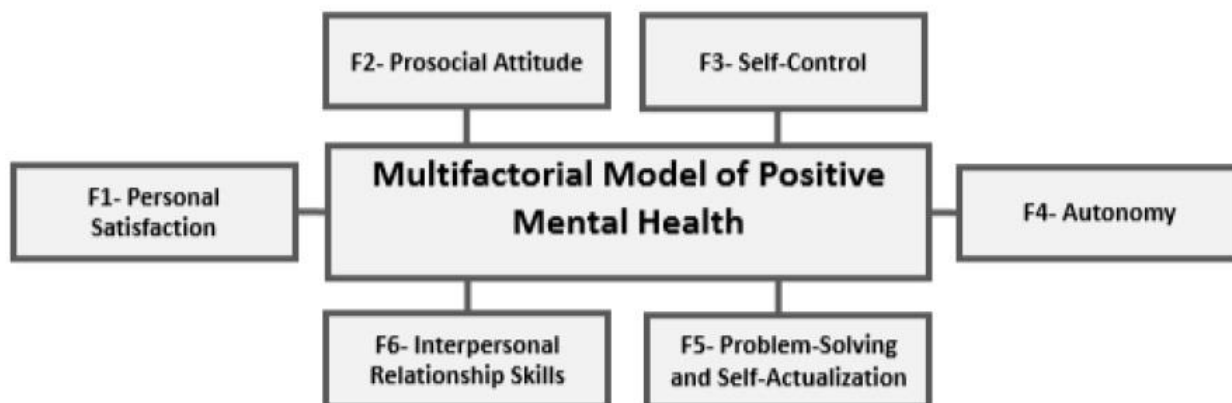 F2- Prosocial Attitude
F3- Self-Control
F1- Personal
Satisfaction
Multifactorial Model of Positive
Mental Health
F4- Autonomy
F6- Interpersonal
Relationship Skills
F5- Problem-Solving
and Self-Actualization